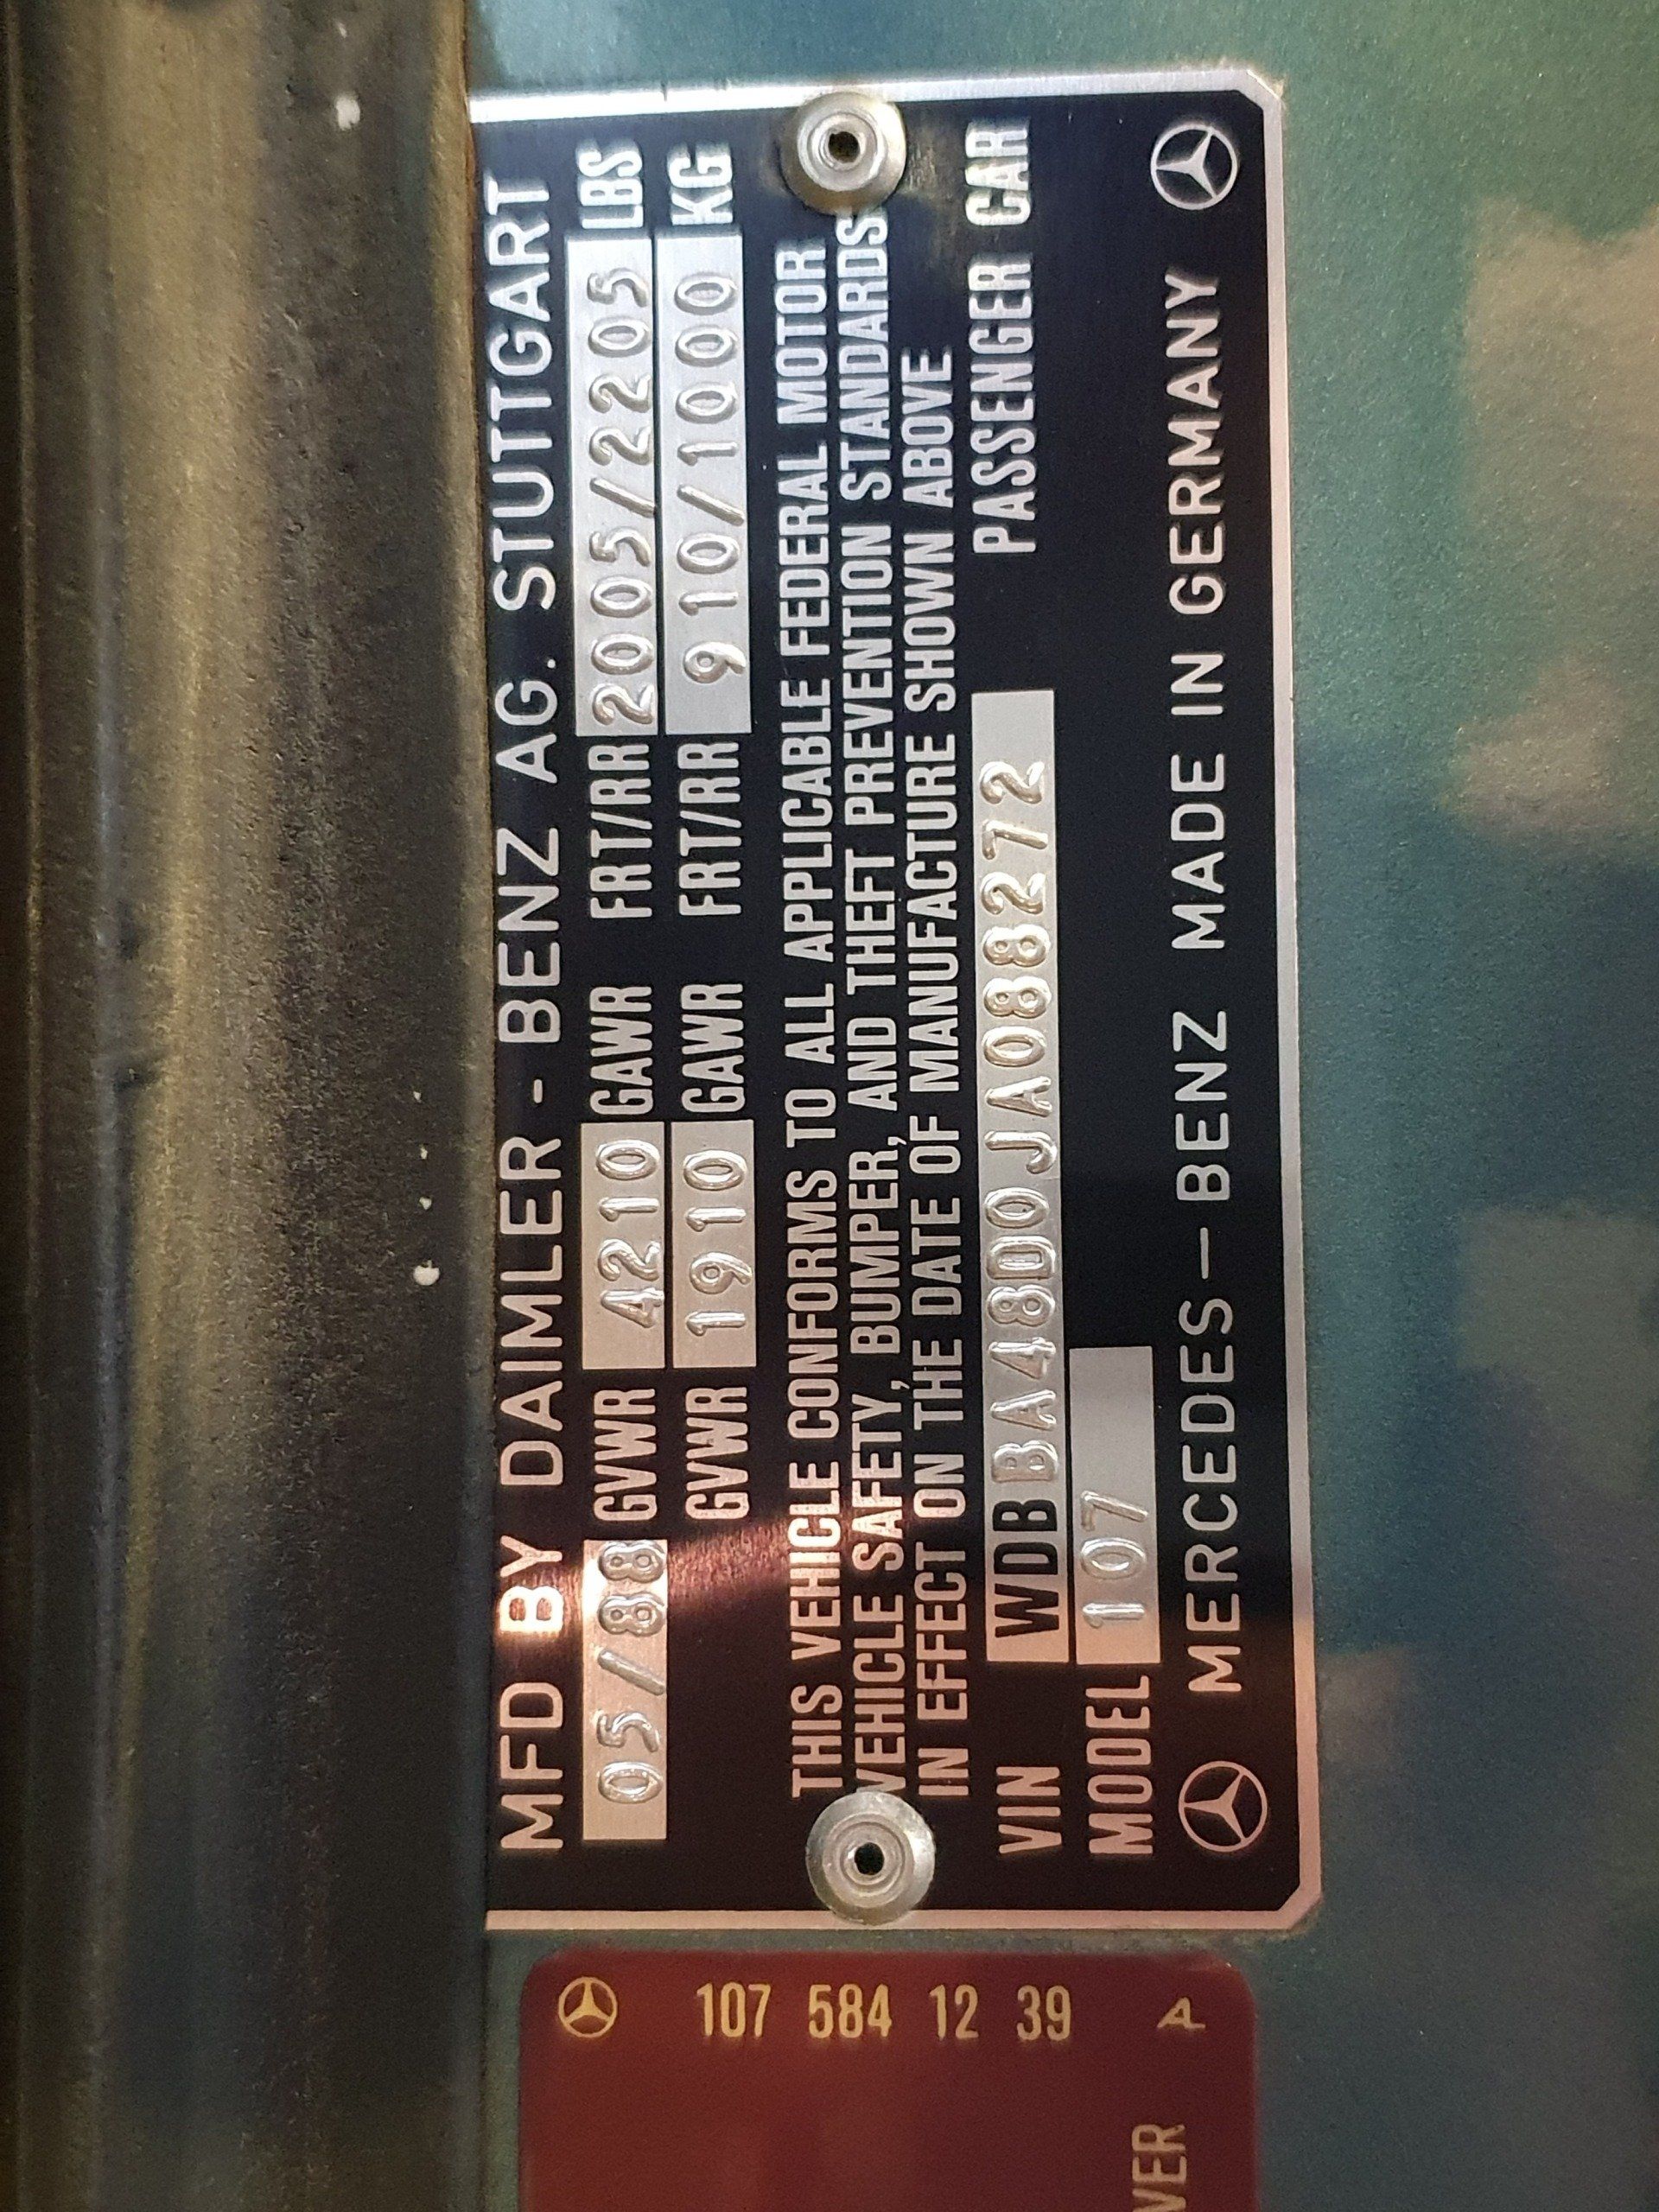 MFD BY DAIMLER - BENZ AG. STUTTGART
05/88 GVWR 4210 GAWR FRT/RR 2005/2205 LBS
GVWR 1910 GAWR FRT/RR 910/1000 KG
THIS VEHICLE CONFORMS TO ALL APPLICABLE FEDERAL MOTOR
VEHICLE SAFETY, BUMPER, AND THEFT PREVENTION STANDARDS
IN EFFECT ON THE DATE OF MANUFACTURE SHOWN ABOVE
VIN WDBBA48D0JA088272 PASSENGER CAR
MODEL 107
MERCEDES-BENZ MADE IN GERMANY
107 584 12 39 A